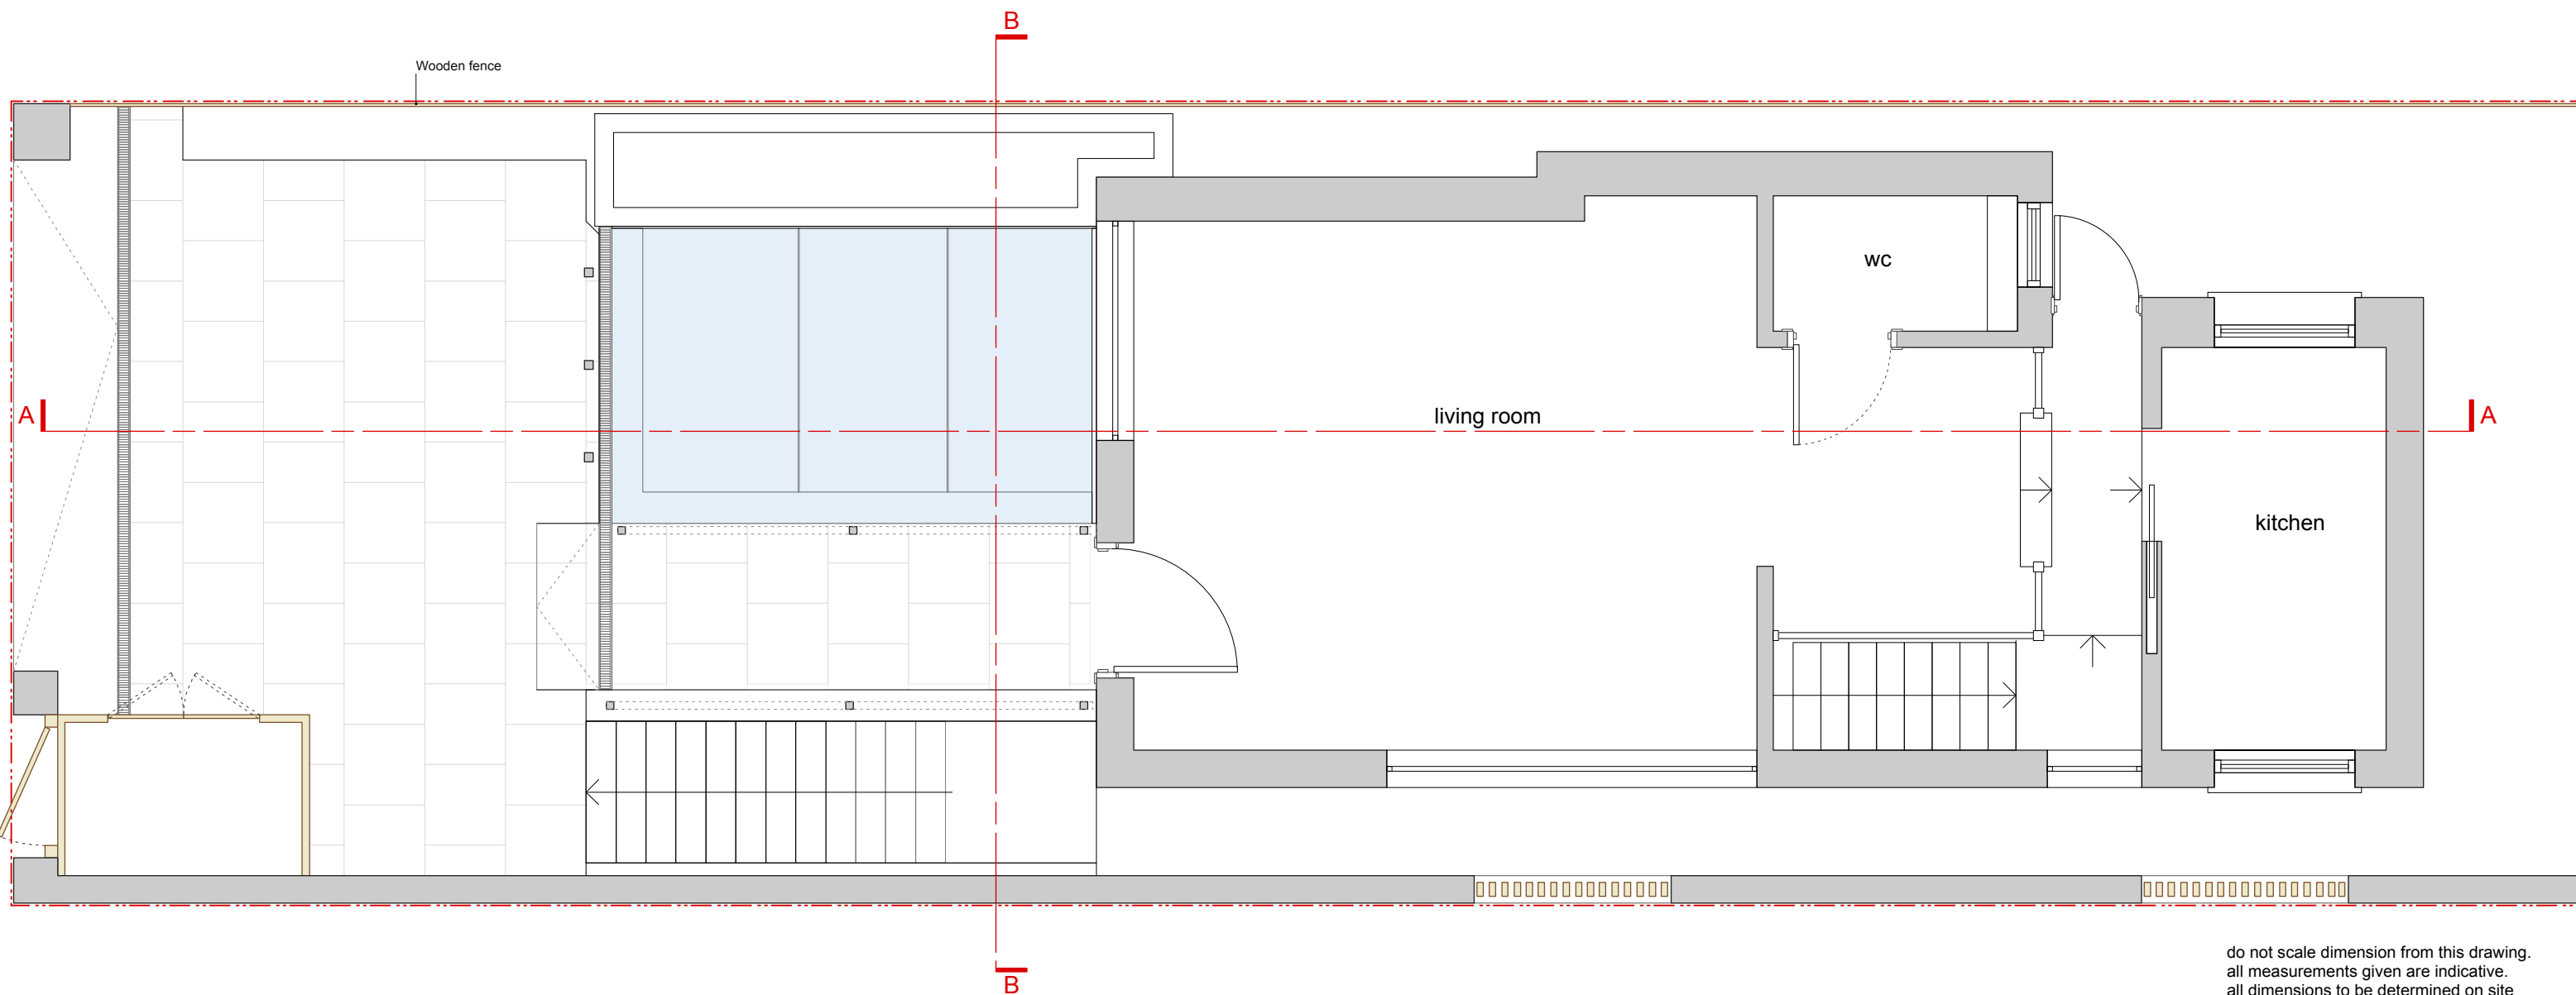 B
Wooden fence
wc
A
living room
A
kitchen
do not scale dimension from this drawing.
all measurements given are indicative.
all dimensions to be determined on site
B